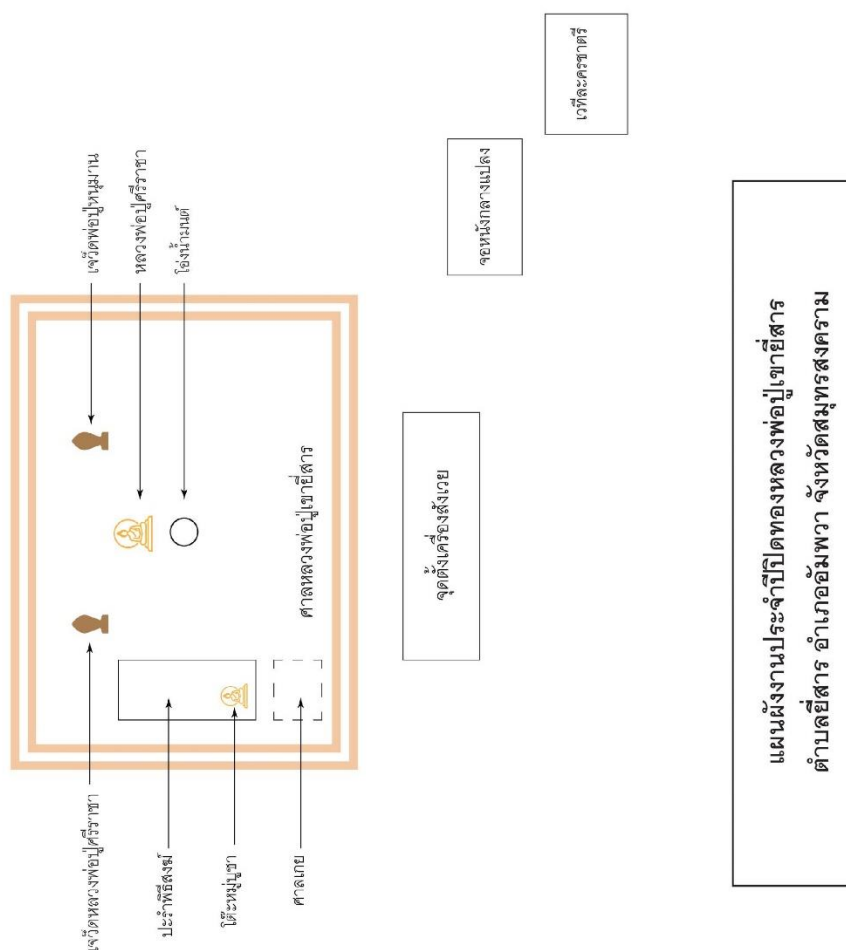 เจว็ดพ่อปู่หนุมาน
หลวงพ่อปู่ศรีราชา
โอ่งน้ำมนต์
เจว็ดหลวงพ่อปู่ศรีราชา
ปะรำพิธีสงฆ์
โต๊ะหมู่บูชา
ศาลเกย
ศาลหลวงพ่อปู่เขายี่สาร
จุดตั้งเครื่องสังเวย
จอหนังกลางแปลง
เวทีละครชาตรี
แผนผังงานประจำปีปิดทองหลวงพ่อปู่เขายี่สาร
ตำบลยี่สาร อำเภออัมพวา จังหวัดสมุทรสงคราม